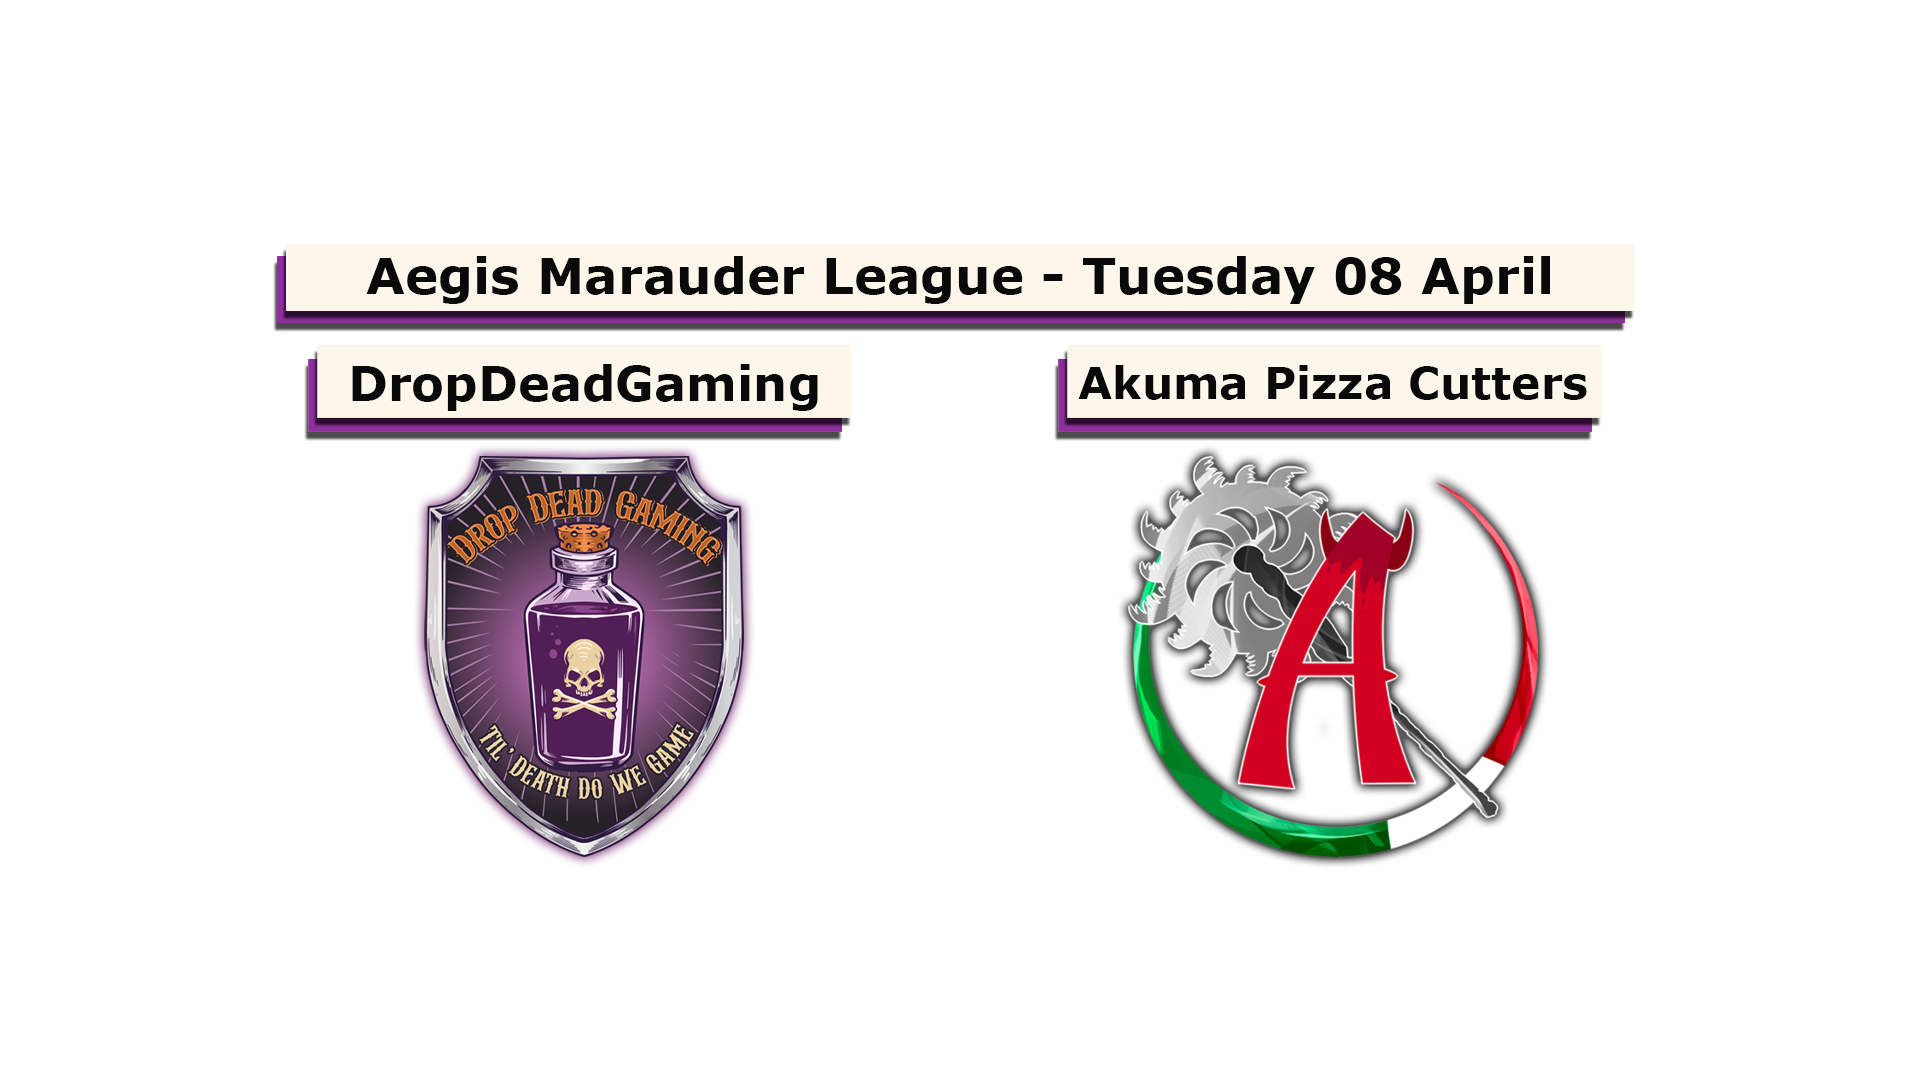 Aegis Marauder League - Tuesday 08 April
DropDeadGaming
Akuma Pizza Cutters
DROP DEAD GAMING
TIL' DEATH DO WE GAME
A